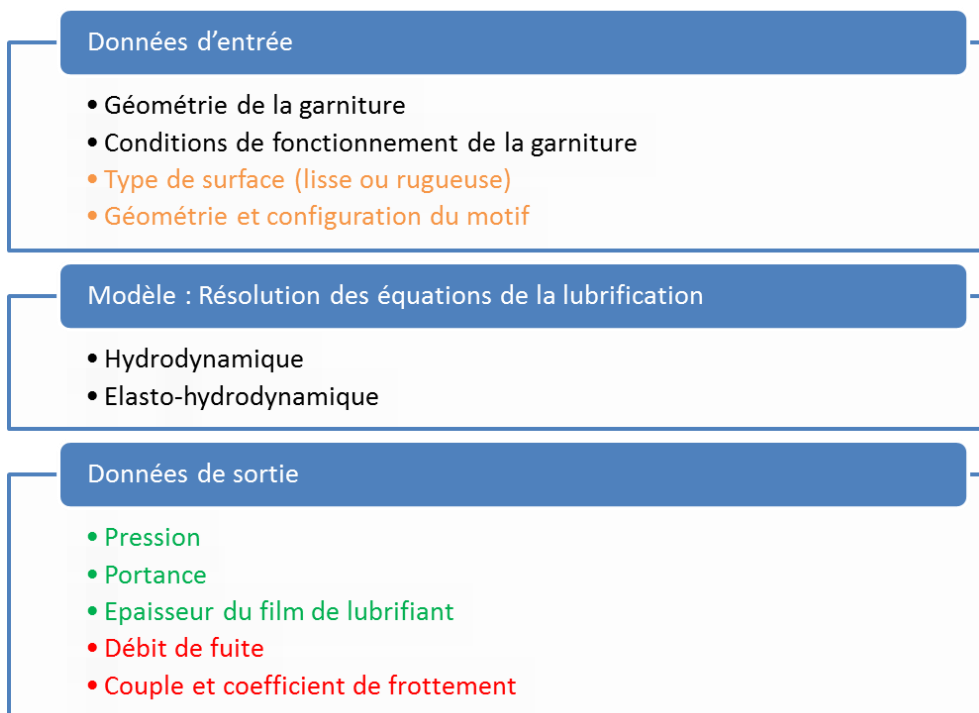 Données d’entrée
• Géométrie de la garniture
• Conditions de fonctionnement de la garniture
• Type de surface (lisse ou rugueuse)
• Géométrie et configuration du motif
Modèle : Résolution des équations de la lubrification
• Hydrodynamique
• Elasto-hydrodynamique
Données de sortie
• Pression
• Portance
• Epaisseur du film de lubrifiant
• Débit de fuite
• Couple et coefficient de frottement